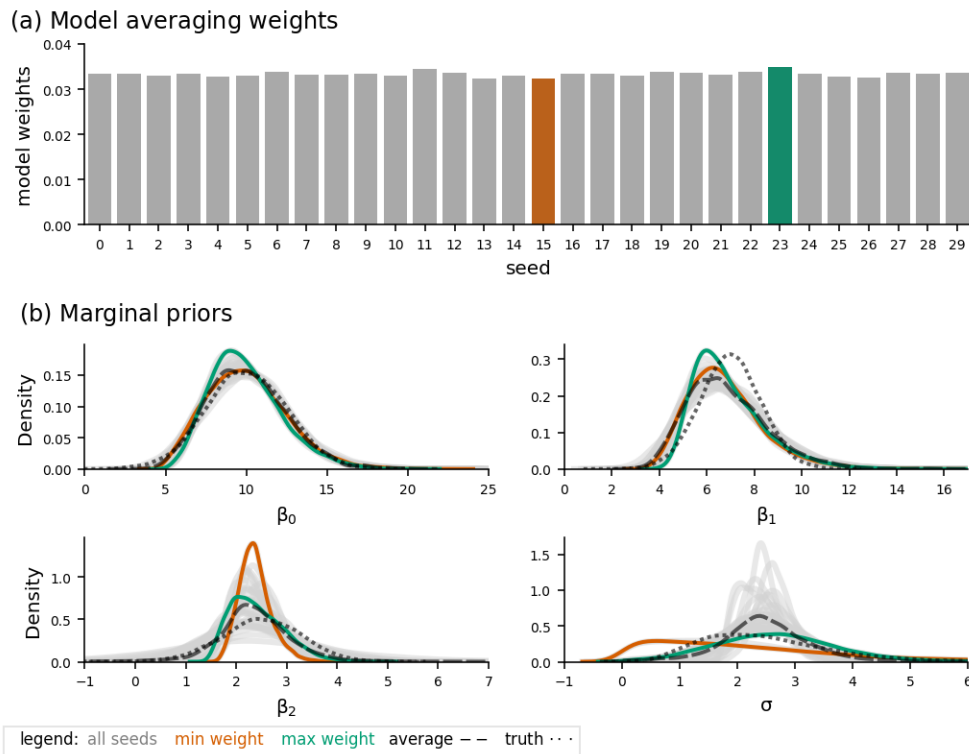 (a) Model averaging weights
model weights
0.04
0.03
0.02
0.01
0.00
0 1 2 3 4 5 6 7 8 9 10 11 12 13 14 15 16 17 18 19 20 21 22 23 24 25 26 27 28 29
seed
(b) Marginal priors
Density
0.15
0.10
0.05
0.00
0 5 10 15 20 25
β₀
0.3
0.2
0.1
0.0
0 2 4 6 8 10 12 14 16
β₁
Density
1.0
0.5
0.0
−1 0 1 2 3 4 5 6 7
β₂
1.5
1.0
0.5
0.0
−1 0 1 2 3 4 5 6
σ
legend: all seeds min weight max weight average – – truth · · ·